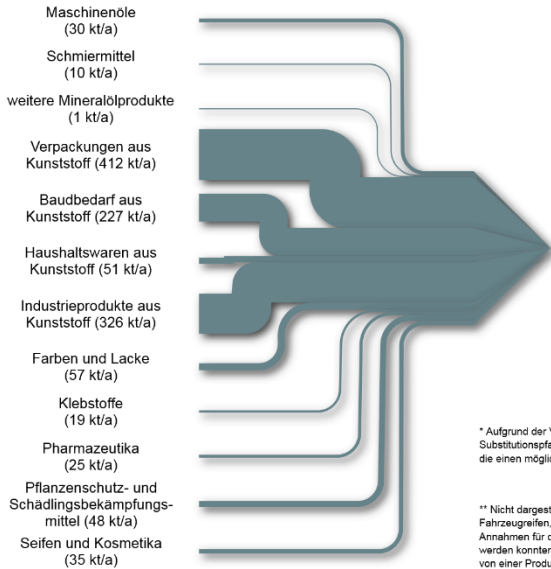 Maschinenöle
(30 kt/a)
Schmiermittel
(10 kt/a)
weitere Mineralölprodukte
(1 kt/a)
Verpackungen aus
Kunststoff (412 kt/a)
Baudbedarf aus
Kunststoff (227 kt/a)
Haushaltswaren aus
Kunststoff (51 kt/a)
Industrieprodukte aus
Kunststoff (326 kt/a)
Farben und Lacke
(57 kt/a)
Klebstoffe
(19 kt/a)
Pharmazeutika
(25 kt/a)
Pflanzenschutz- und
Schädlingsbekämpfungs-
mittel (48 kt/a)
Seifen und Kosmetika
(35 kt/a)
* Aufgrund der V
Substitutionspfa
die einen möglic
** Nicht dargest
Fahrzeugreifen,
Annahmen für d
werden konnten
von einer Produ